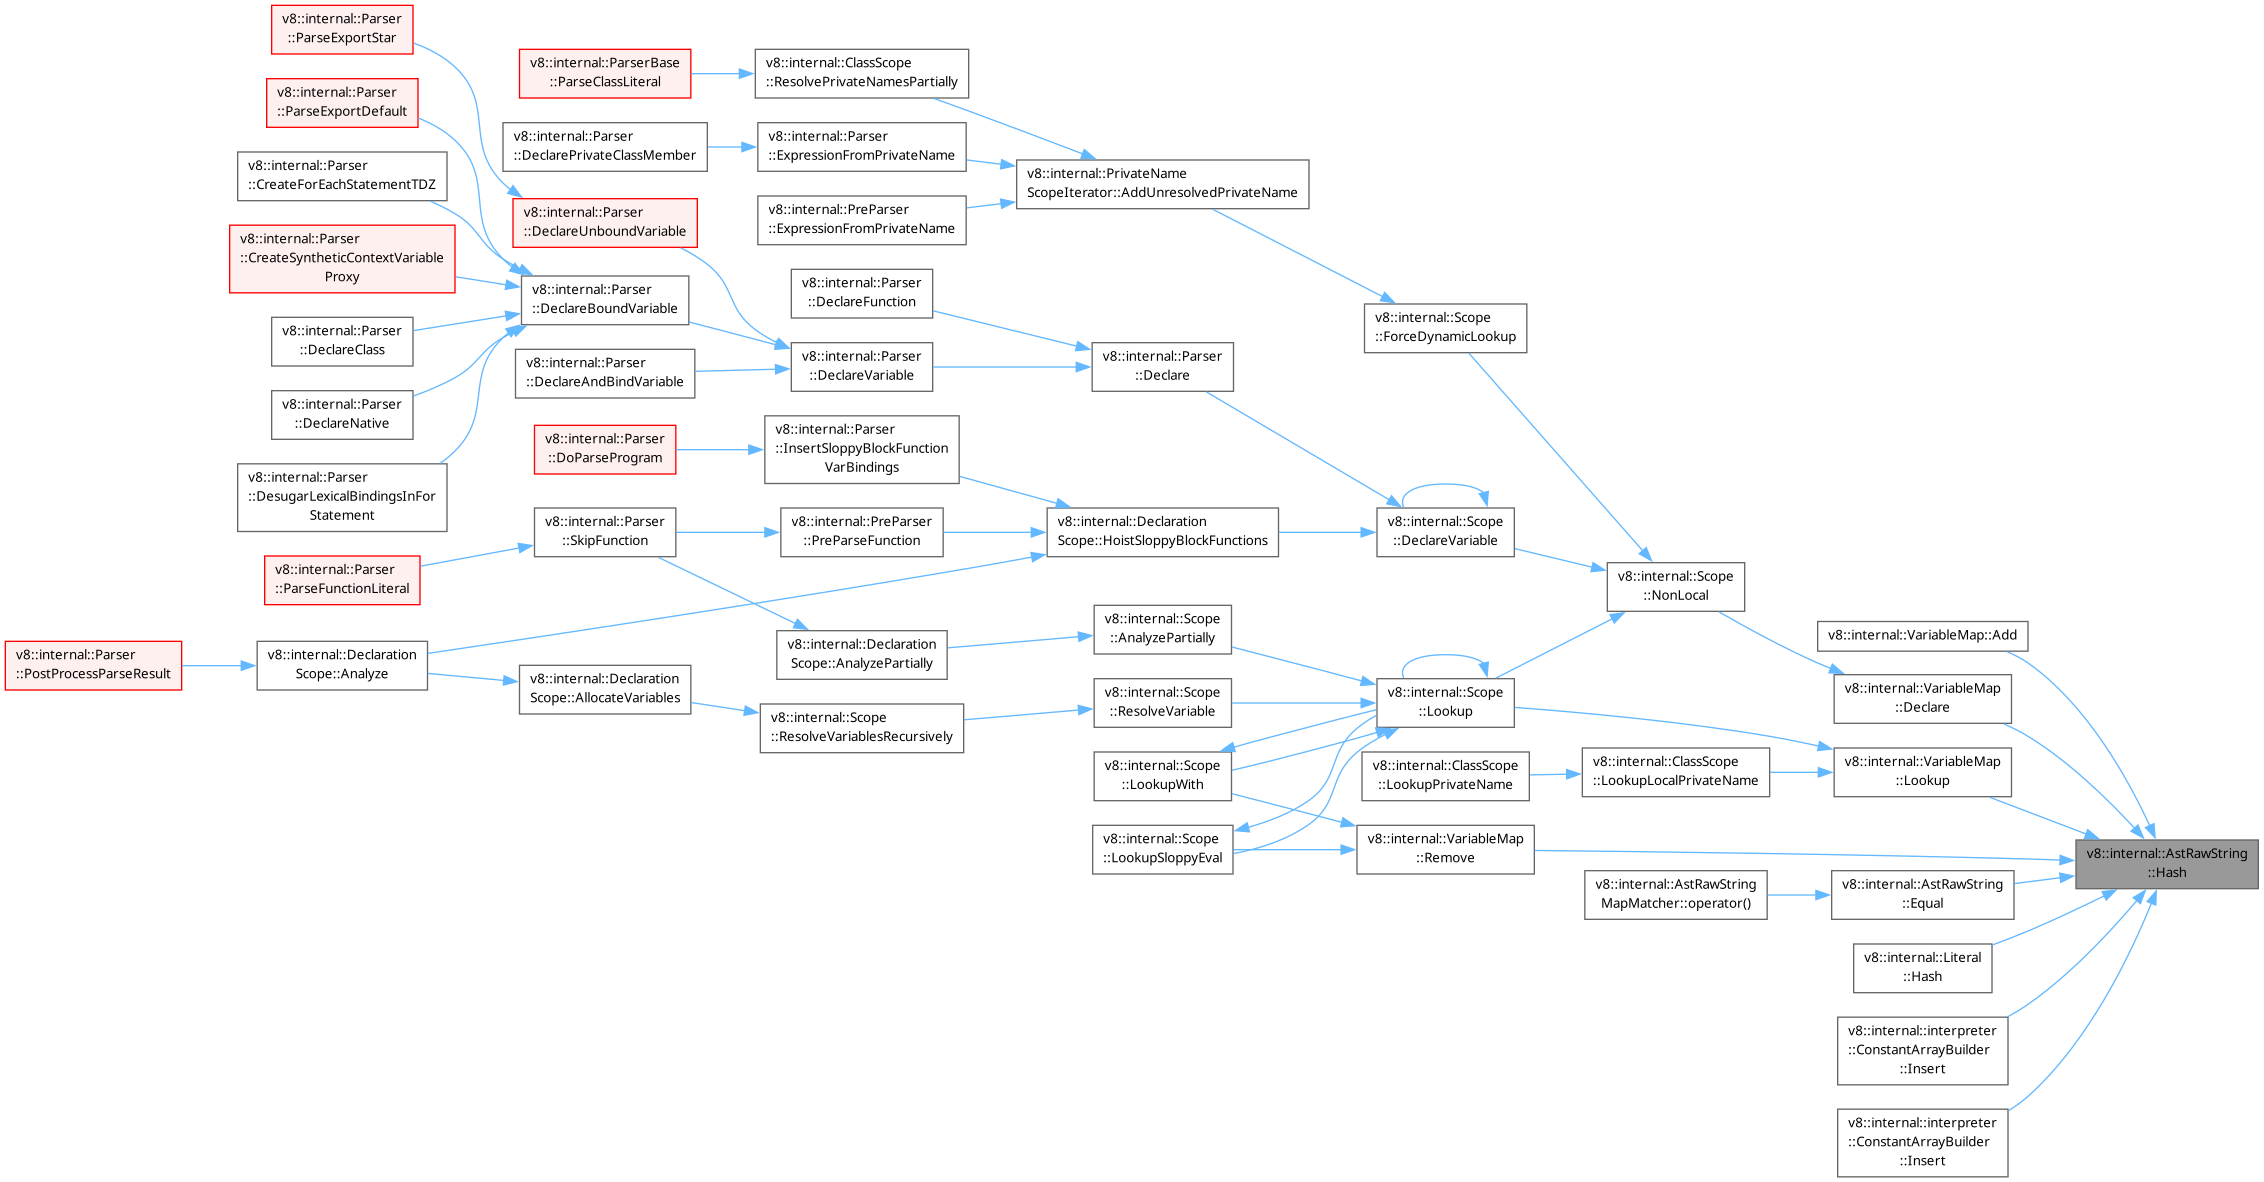 v8::internal::Parser
::ParseExportStar
v8::internal::ParserBase
::ParseClassLiteral
v8::internal::ClassScope
::ResolvePrivateNamesPartially
v8::internal::Parser
::ParseExportDefault
v8::internal::Parser
::DeclarePrivateClassMember
v8::internal::Parser
::ExpressionFromPrivateName
v8::internal::Parser
::CreateForEachStatementTDZ
v8::internal::PrivateName
ScopeIterator::AddUnresolvedPrivateName
v8::internal::Parser
::DeclareUnboundVariable
v8::internal::PreParser
::ExpressionFromPrivateName
v8::internal::Parser
::CreateSyntheticContextVariable
Proxy
v8::internal::Parser
::DeclareBoundVariable
v8::internal::Parser
::DeclareFunction
v8::internal::Scope
::ForceDynamicLookup
v8::internal::Parser
::DeclareClass
v8::internal::Parser
::DeclareAndBindVariable
v8::internal::Parser
::DeclareVariable
v8::internal::Parser
::Declare
v8::internal::Parser
::DeclareNative
v8::internal::Parser
::DoParseProgram
v8::internal::Parser
::InsertSloppyBlockFunction
VarBindings
v8::internal::Parser
::DesugarLexicalBindingsInFor
Statement
v8::internal::Parser
::SkipFunction
v8::internal::PreParser
::PreParseFunction
v8::internal::Declaration
Scope::HoistSloppyBlockFunctions
v8::internal::Scope
::DeclareVariable
v8::internal::Parser
::ParseFunctionLiteral
v8::internal::Scope
::NonLocal
v8::internal::Scope
::AnalyzePartially
v8::internal::VariableMap::Add
v8::internal::Parser
::PostProcessParseResult
v8::internal::Declaration
Scope::Analyze
v8::internal::Declaration
Scope::AnalyzePartially
v8::internal::Declaration
Scope::AllocateVariables
v8::internal::Scope
::ResolveVariable
v8::internal::Scope
::Lookup
v8::internal::VariableMap
::Declare
v8::internal::Scope
::ResolveVariablesRecursively
v8::internal::Scope
::LookupWith
v8::internal::ClassScope
::LookupPrivateName
v8::internal::ClassScope
::LookupLocalPrivateName
v8::internal::VariableMap
::Lookup
v8::internal::Scope
::LookupSloppyEval
v8::internal::VariableMap
::Remove
v8::internal::AstRawString
::Hash
v8::internal::AstRawString
MapMatcher::operator()
v8::internal::AstRawString
::Equal
v8::internal::Literal
::Hash
v8::internal::interpreter
::ConstantArrayBuilder
::Insert
v8::internal::interpreter
::ConstantArrayBuilder
::Insert